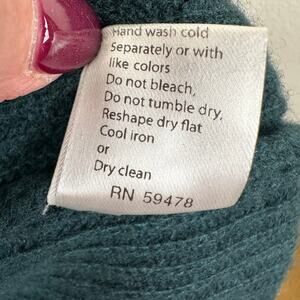 Hand wash cold
Separately or with
like colors
Do not bleach,
Do not tumble dry,
Reshape dry flat
Cool iron
or
Dry clean
RN 59478